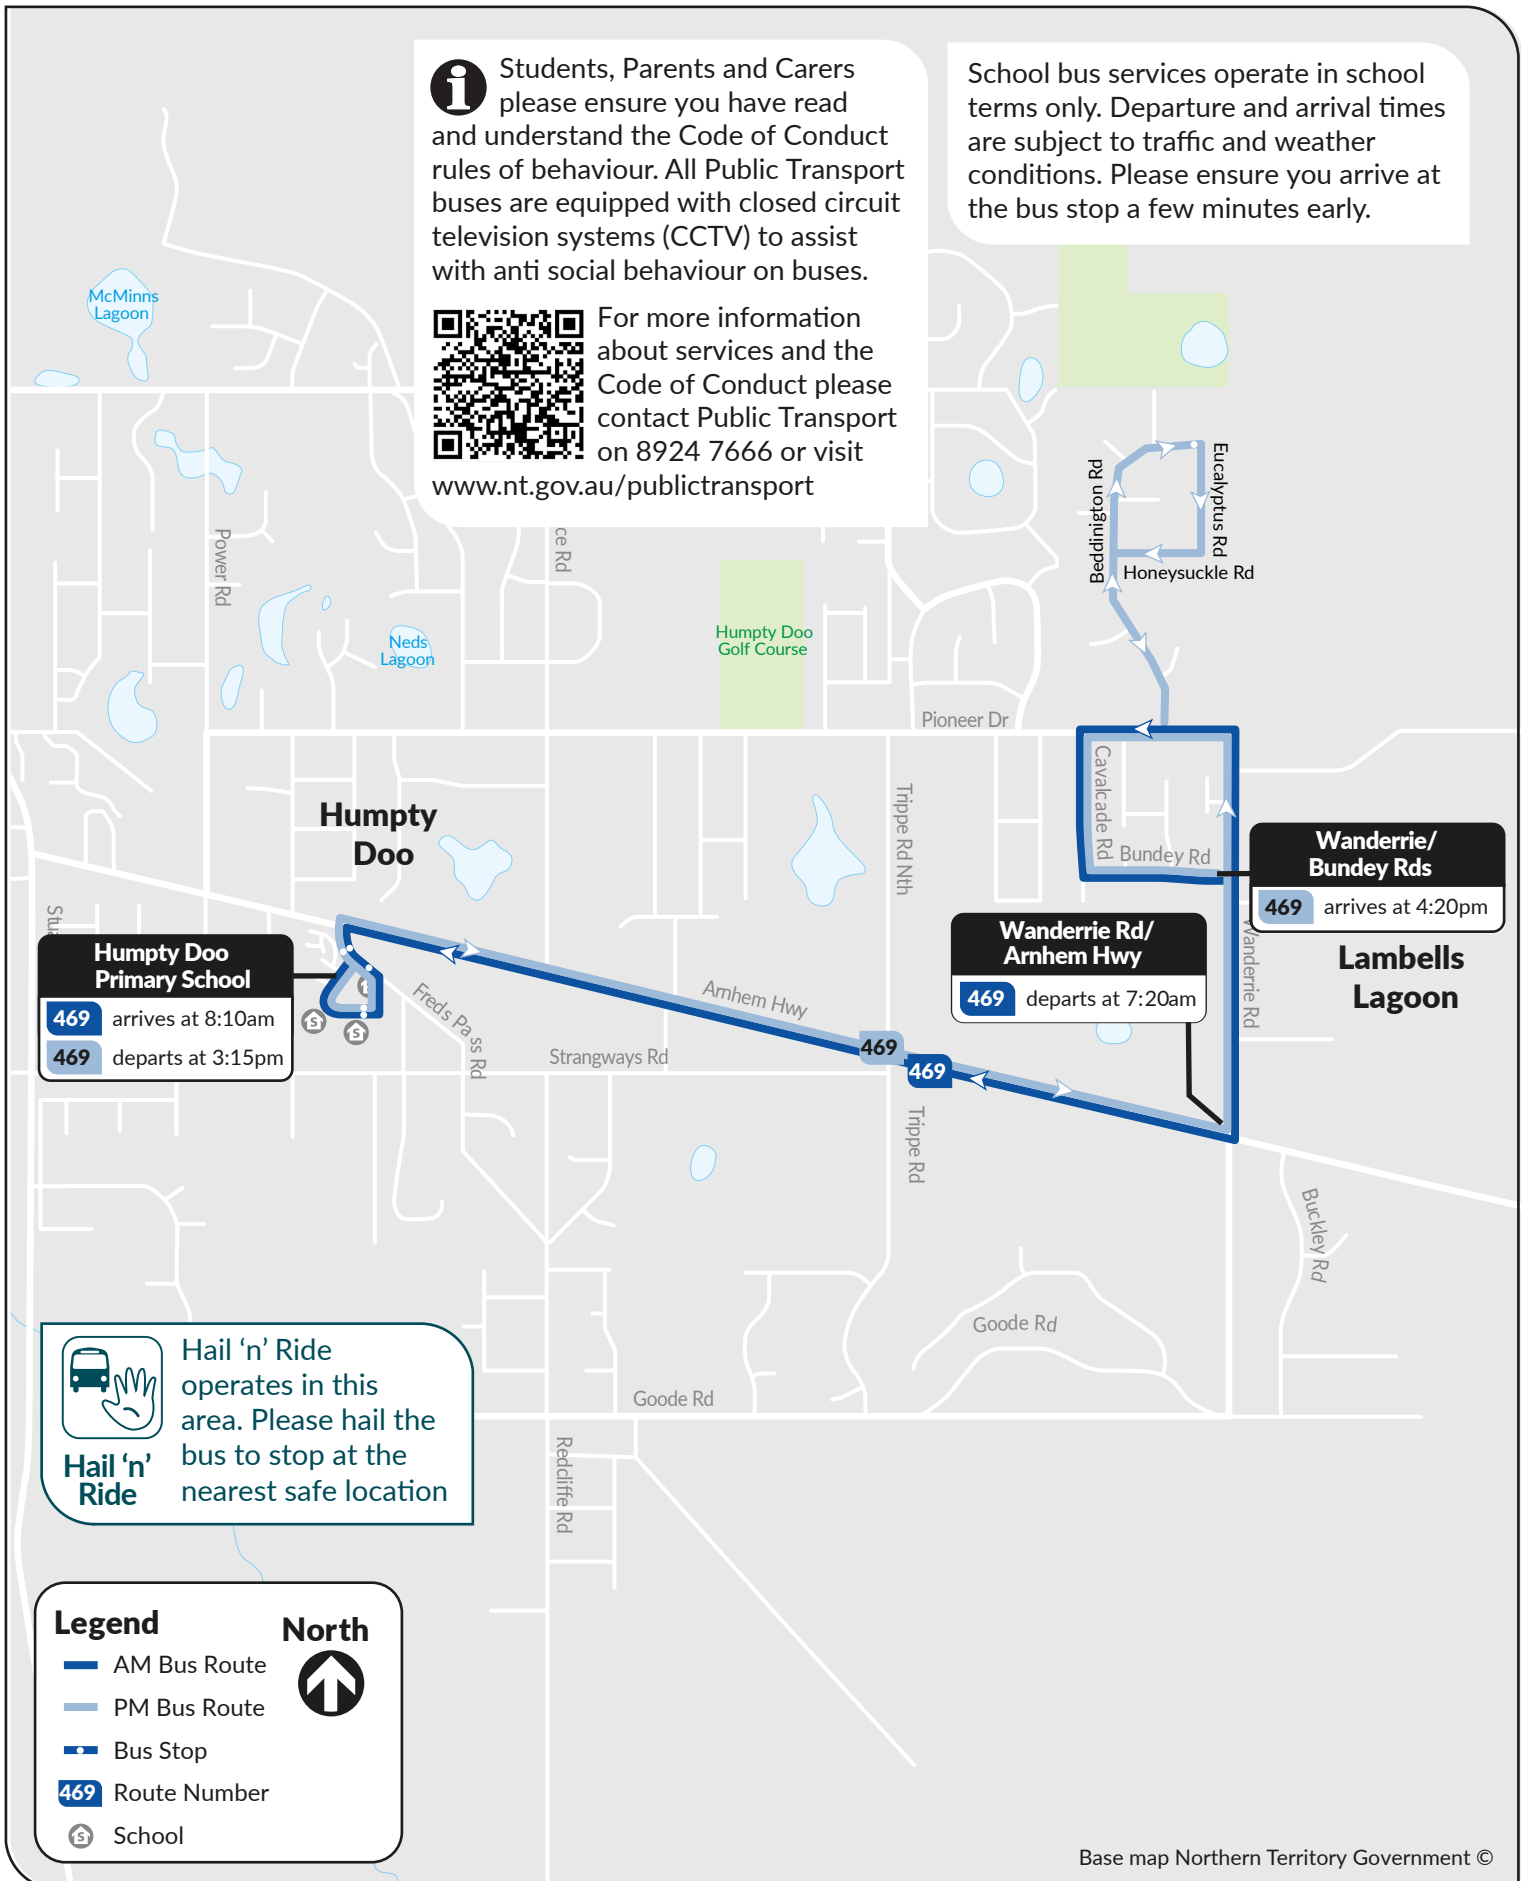 Students, Parents and Carers
please ensure you have read
and understand the Code of Conduct
rules of behaviour. All Public Transport
buses are equipped with closed circuit
television systems (CCTV) to assist
with anti social behaviour on buses.
For more information
about services and the
Code of Conduct please
contact Public Transport
on 8924 7666 or visit
www.nt.gov.au/publictransport
School bus services operate in school
terms only. Departure and arrival times
are subject to traffic and weather
conditions. Please ensure you arrive at
the bus stop a few minutes early.
McMinns
Lagoon
Power Rd
ce Rd
Neds
Lagoon
Humpty Doo
Golf Course
Beddinigton Rd
Eucalyptus Rd
Honeysuckle Rd
Pioneer Dr
Cavalcade Rd
Bundey Rd
Trippe Rd Nth
Humpty
Doo
Wanderrie/
Bundey Rds
469 arrives at 4:20pm
Wanderrie Rd/
Arnhem Hwy
469 departs at 7:20am
Wanderrie Rd
Lambells
Lagoon
Stua
Humpty Doo
Primary School
469 arrives at 8:10am
469 departs at 3:15pm
S
S
Freds Pass Rd
Arnhem Hwy
Strangways Rd
469
469
Trippe Rd
Buckley Rd
Goode Rd
Goode Rd
Redcliffe Rd
Hail ‘n’
Ride
Hail ‘n’ Ride
operates in this
area. Please hail the
bus to stop at the
nearest safe location
Legend
North
AM Bus Route
PM Bus Route
Bus Stop
469 Route Number
S School
Base map Northern Territory Government ©